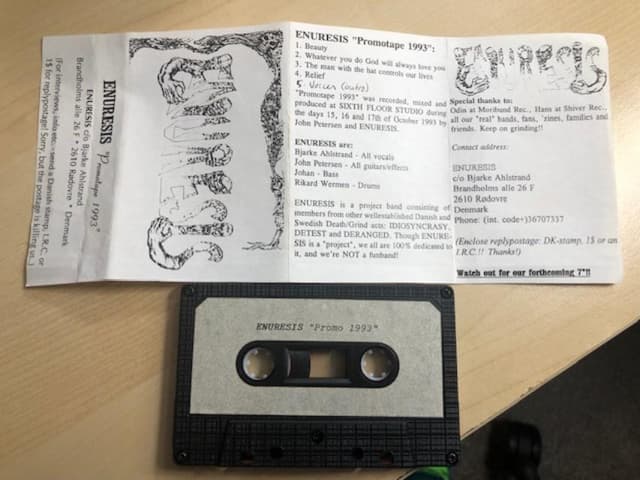 (For interviews, info etc.: send a Danish stamp, I.R.C. or
1$ for replypostage! Sorry, but the postage is killing us..)
ENURESIS "Promotape 1993"
ENURESIS c/o Bjarke Ahlstrand
Brandholms alle 26 F * 2610 Rødovre * Denmark
ENURESIS
ENURESIS "Promotape 1993":
1. Beauty
2. Whatever you do God will always love you
3. The man with the hat controls our lives
4. Relief
"Promotape 1993" was recorded, mixed and
produced at SIXTH FLOOR STUDIO during
the days 15, 16 and 17th of October 1993 by
John Petersen and ENURESIS.
ENURESIS are:
Bjarke Ahlstrand - All vocals
John Petersen - All guitars/effects
Johan - Bass
Rikard Wermen - Drums
ENURESIS is a project band consisting of
members from other wellestablished Danish and
Swedish Death/Grind acts: IDIOSYNCRASY,
DETEST and DERANGED. Though ENURE-
SIS is a "project", we all are 100% dedicated to
it, and we're NOT a funband!
ENURESIS
Special thanks to:
Odin at Moribund Rec., Hans at Shiver Rec.,
all our "real" bands, fans, 'zines, families and
friends. Keep on grinding!!
Contact address:
ENURESIS
c/o Bjarke Ahlstrand
Brandholms alle 26 F
2610 Rødovre
Denmark
Phone: (int. code+)36707337
(Enclose replypostage: DK-stamp, 1$ or an
I.R.C.!! Thanks!)
Watch out for our forthcoming 7"!!
ENURESIS "Promo 1993"